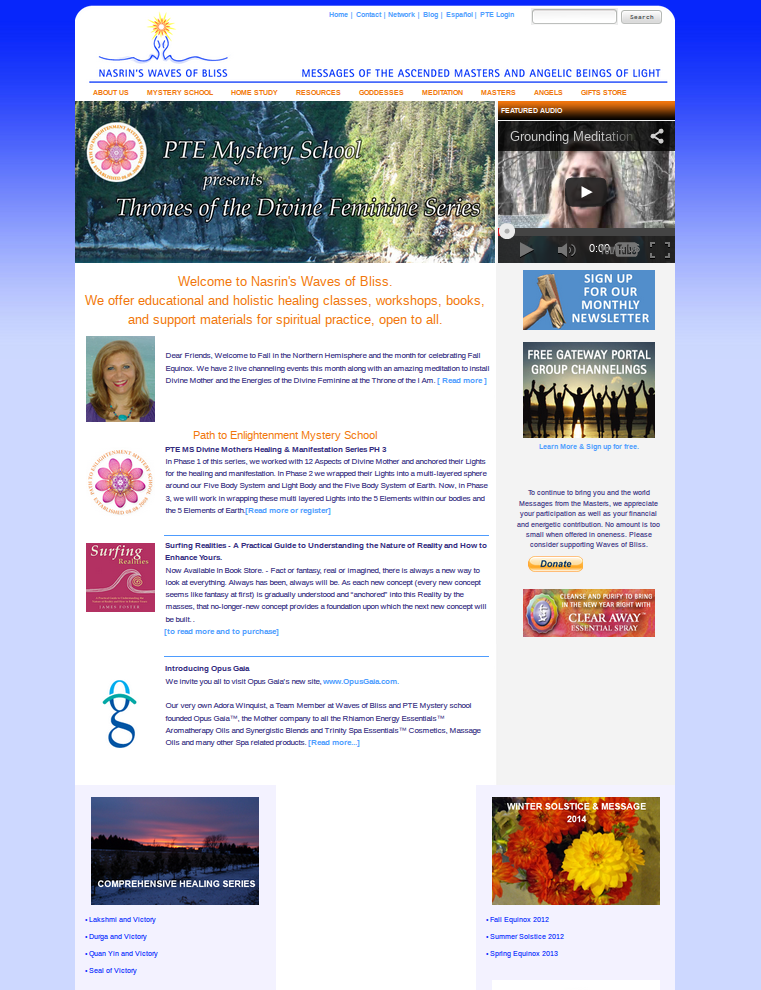 Home | Contact | Network | Blog | Español | PTE Login
Search
NASRIN'S WAVES OF BLISS
MESSAGES OF THE ASCENDED MASTERS AND ANGELIC BEINGS OF LIGHT
ABOUT US MYSTERY SCHOOL HOME STUDY RESOURCES GODDESSES MEDITATION MASTERS ANGELS GIFTS STORE
PTE Mystery School
presents
Thrones of the Divine Feminine Series
FEATURED AUDIO
Grounding Meditation
0:00
Welcome to Nasrin's Waves of Bliss.
We offer educational and holistic healing classes, workshops, books,
and support materials for spiritual practice, open to all.
Dear Friends, Welcome to Fall in the Northern Hemisphere and the month for celebrating Fall
Equinox. We have 2 live channeling events this month along with an amazing meditation to install
Divine Mother and the Energies of the Divine Feminine at the Throne of the I Am. [ Read more ]
Path to Enlightenment Mystery School
PTE MS Divine Mothers Healing & Manifestation Series PH 3
In Phase 1 of this series, we worked with 12 Aspects of Divine Mother and anchored their Lights
for the healing and manifestation. In Phase 2 we wrapped their Lights into a multi-layered sphere
around our Five Body System and Light Body and the Five Body System of Earth. Now, in Phase
3, we will work in wrapping these multi layered Lights into the 5 Elements within our bodies and
the 5 Elements of Earth.[Read more or register]
Surfing
Realities
JAMES FOSTER
Surfing Realities - A Practical Guide to Understanding the Nature of Reality and How to
Enhance Yours.
Now Available In Book Store. - Fact or fantasy, real or imagined, there is always a new way to
look at everything. Always has been, always will be. As each new concept (every new concept
seems like fantasy at first) is gradually understood and "anchored" into this Reality by the
masses, that no-longer-new concept provides a foundation upon which the next new concept will
be built. .
[to read more and to purchase]
Introducing Opus Gaia
We invite you all to visit Opus Gaia's new site, www.OpusGaia.com.
Our very own Adora Winquist, a Team Member at Waves of Bliss and PTE Mystery school
founded Opus Gaia™, the Mother company to all the Rhiamon Energy Essentials™
Aromatherapy Oils and Synergistic Blends and Trinity Spa Essentials™ Cosmetics, Massage
Oils and many other Spa related products. [Read more...]
SIGN UP
FOR OUR
MONTHLY
NEWSLETTER
FREE GATEWAY PORTAL
GROUP CHANNELINGS
Learn More & Sign up for free.
To continue to bring you and the world
Messages from the Masters, we appreciate
your participation as well as your financial
and energetic contribution. No amount is too
small when offered in oneness. Please
consider supporting Waves of Bliss.
Donate
CLEANSE AND PURIFY TO BRING
IN THE NEW YEAR RIGHT WITH
CLEAR AWAY™
ESSENTIAL SPRAY
COMPREHENSIVE HEALING SERIES
• Lakshmi and Victory
• Durga and Victory
• Quan Yin and Victory
• Seal of Victory
WINTER SOLSTICE & MESSAGE
2014
• Fall Equinox 2012
• Summer Solstice 2012
• Spring Equinox 2013